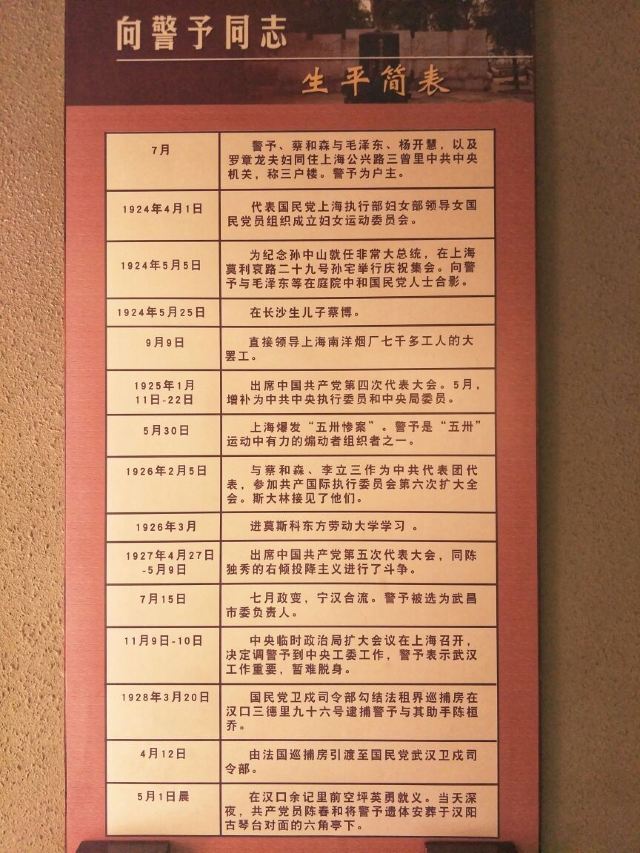 向警予同志
生平简表
7月
警予、蔡和森与毛泽东、杨开慧，以及
罗章龙夫妇同住上海公兴路三曾里中共中央
机关，称三户楼。警予为户主。
1924年4月1日
代表国民党上海执行部妇女部领导女国
民党员组织成立妇女运动委员会。
1924年5月5日
为纪念孙中山就任非常大总统，在上海
莫利哀路二十九号孙宅举行庆祝集会。向警
予与毛泽东等在庭院中和国民党人士合影。
1924年5月25日
在长沙生儿子蔡博。
9月9日
直接领导上海南洋烟厂七千多工人的大
罢工。
1925年1月
11日-22日
出席中国共产党第四次代表大会。5月，
增补为中共中央执行委员和中央局委员。
5月30日
上海爆发“五卅惨案”。警予是“五卅”
运动中有力的煽动者组织者之一。
1926年2月5日
与蔡和森、李立三作为中共代表团代
表，参加共产国际执行委员会第六次扩大全
会。斯大林接见了他们。
1926年3月
进莫斯科东方劳动大学学习 。
1927年4月27日
-5月9日
出席中国共产党第五次代表大会，同陈
独秀的右倾投降主义进行了斗争。
7月15日
七月政变，宁汉合流。警予被选为武昌
市委负责人。
11月9日-10日
中央临时政治局扩大会议在上海召开，
决定调警予到中央工委工作，警予表示武汉
工作重要，暂难脱身。
1928年3月20日
国民党卫戍司令部勾结法租界巡捕房在
汉口三德里九十六号逮捕警予与其助手陈桓
乔。
4月12日
由法国巡捕房引渡至国民党武汉卫戍司
令部。
5月1日晨
在汉口余记里前空坪英勇就义。当天深
夜，共产党员陈春和将警予遗体安葬于汉阳
古琴台对面的六角亭下。